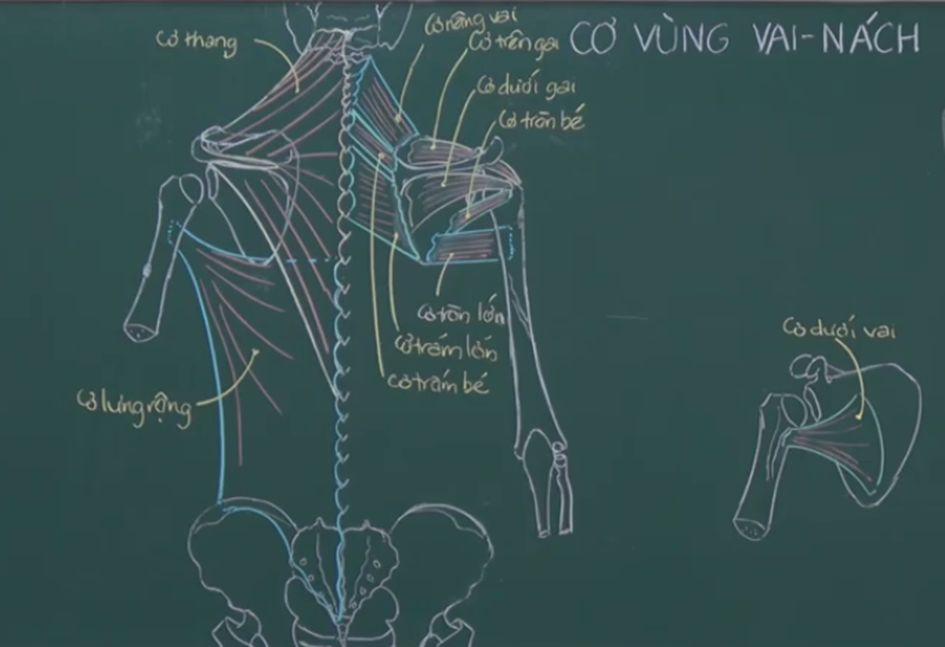 CƠ VÙNG VAI-NÁCH
Cơ thang
Cơ nâng vai
Cơ trên gai
Cơ dưới gai
Cơ tròn bé
Cơ tròn lớn
Cơ trám lớn
Cơ trám bé
Cơ lưng rộng
Cơ dưới vai